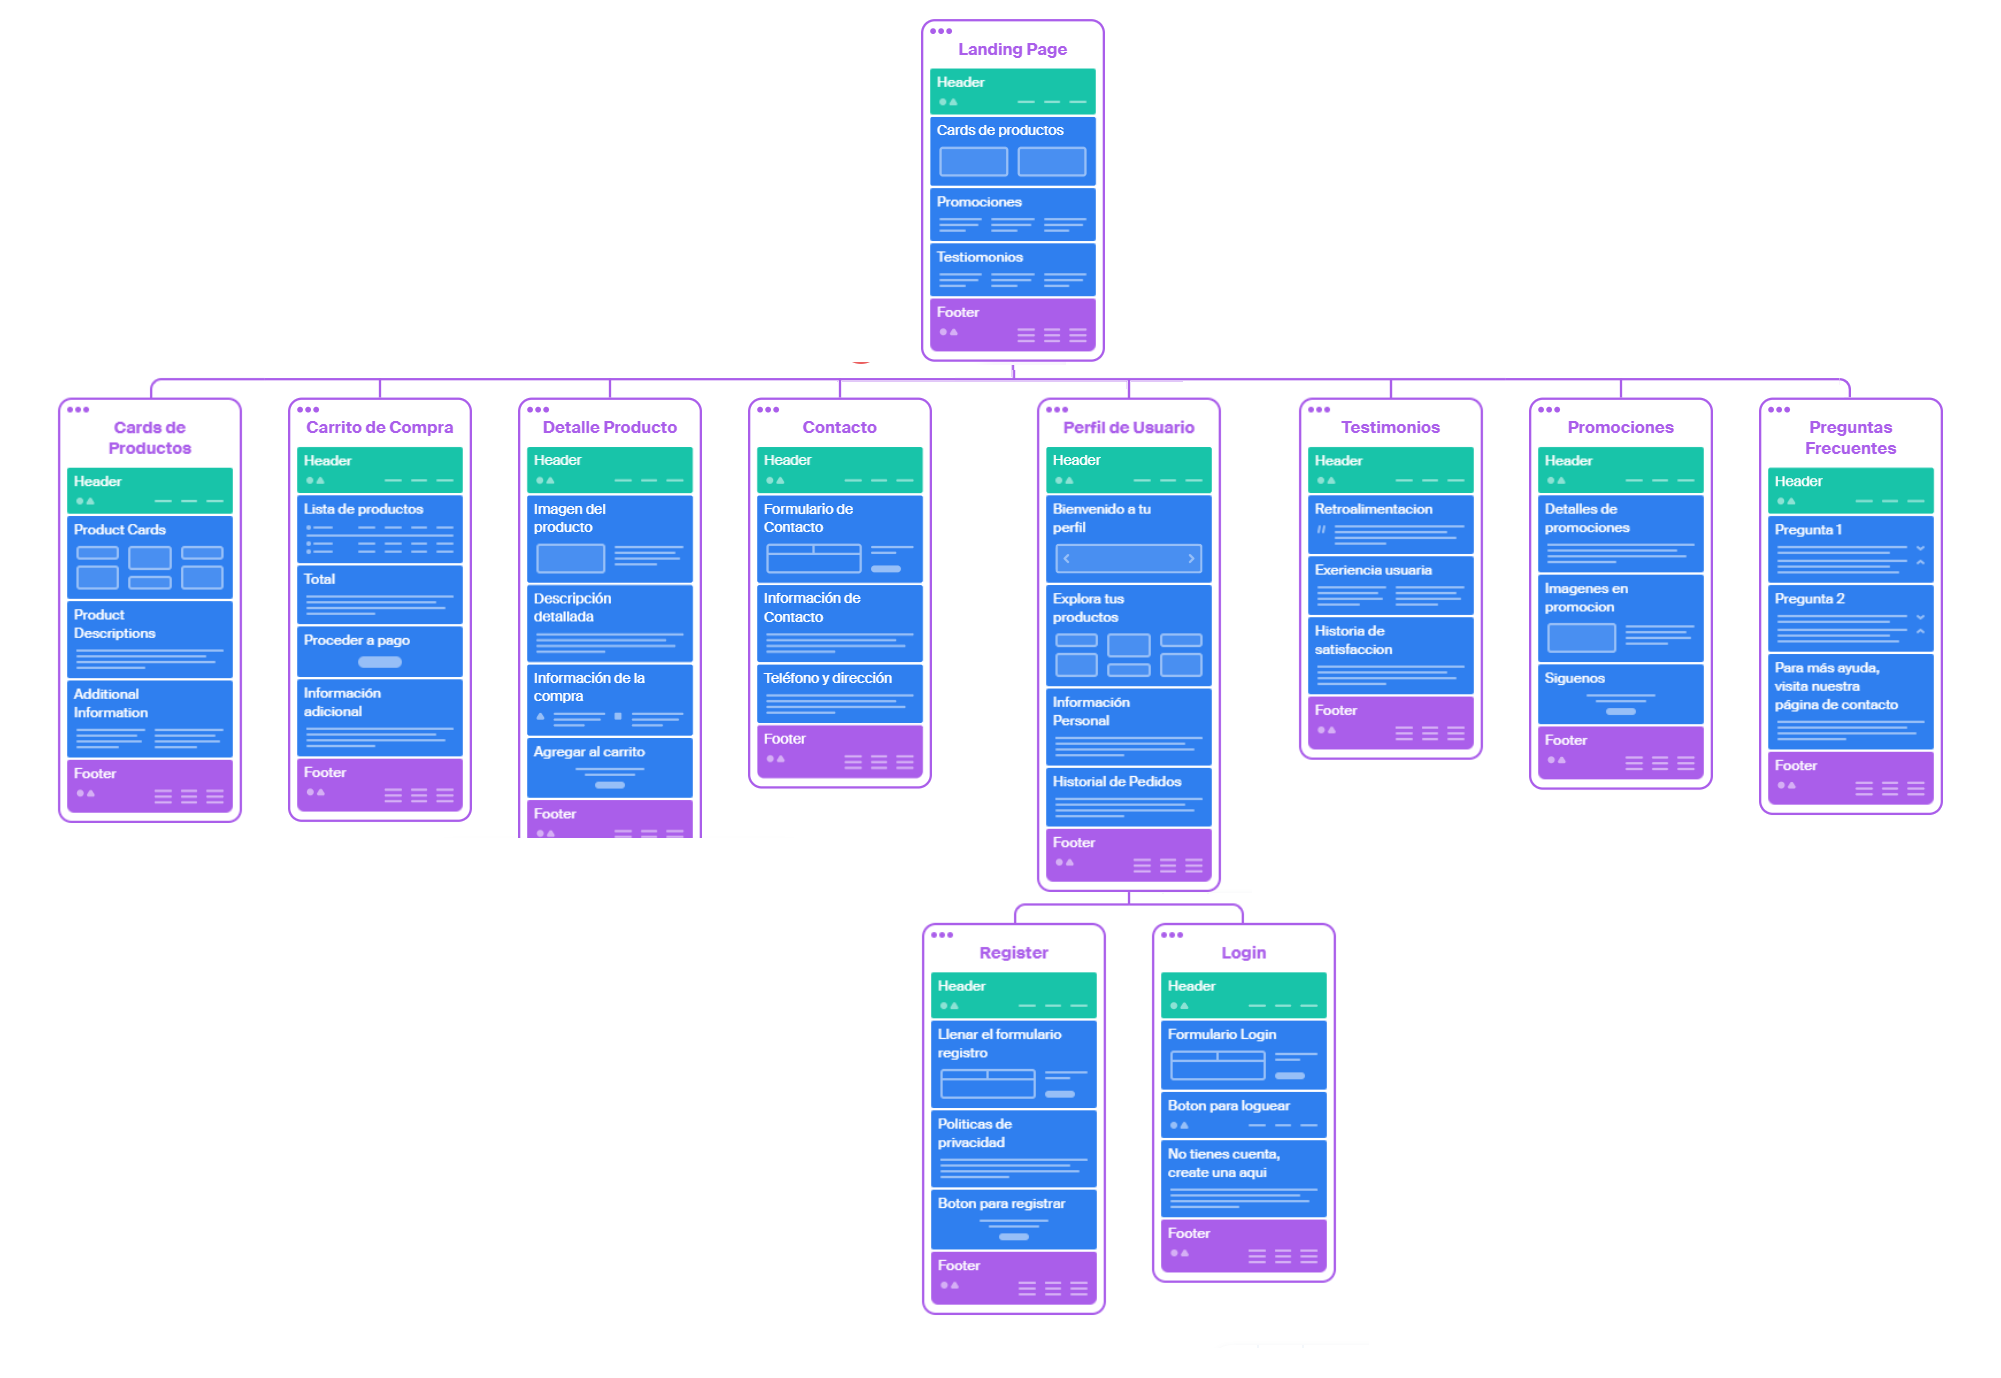 Landing Page
Header
Cards de productos
Promociones
Testiomonios
Footer
Cards de
Productos
Header
Product Cards
Product
Descriptions
Additional
Information
Footer
Carrito de Compra
Header
Lista de productos
Total
Proceder a pago
Información
adicional
Footer
Detalle Producto
Header
Imagen del
producto
Descripción
detallada
Información de la
compra
Agregar al carrito
Footer
Contacto
Header
Formulario de
Contacto
Información de
Contacto
Teléfono y dirección
Footer
Perfil de Usuario
Header
Bienvenido a tu
perfil
Explora tus
productos
Información
Personal
Historial de Pedidos
Footer
Testimonios
Header
Retroalimentacion
Exeriencia usuaria
Historia de
satisfaccion
Footer
Promociones
Header
Detalles de
promociones
Imagenes en
promocion
Siguenos
Footer
Preguntas
Frecuentes
Header
Pregunta 1
Pregunta 2
Para más ayuda,
visita nuestra
página de contacto
Footer
Register
Header
Llenar el formulario
registro
Politicas de
privacidad
Boton para registrar
Footer
Login
Header
Formulario Login
Boton para loguear
No tienes cuenta,
create una aqui
Footer